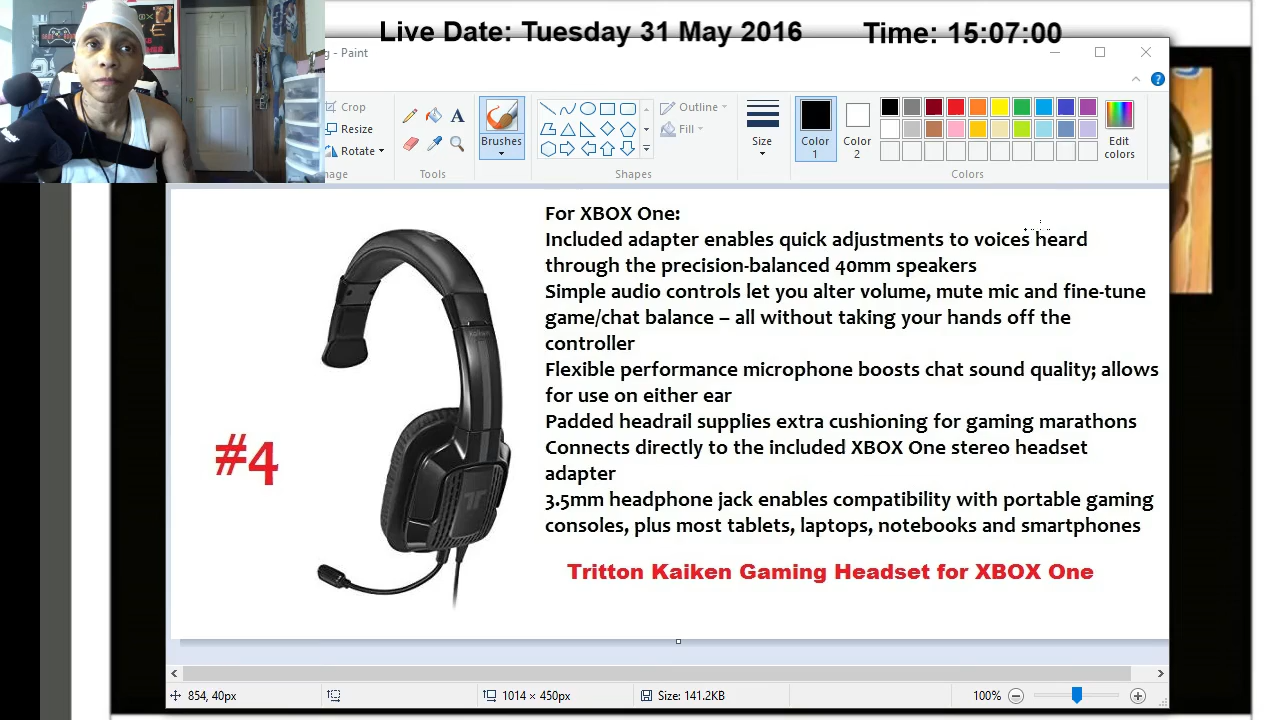 Live Date: Tuesday 31 May 2016 Time: 15:07:00
g - Paint
Crop
Resize
Rotate
mage
Tools
Brushes
Outline
Fill
Shapes
Size
Color 1
Color 2
Edit colors
Colors
For XBOX One:
Included adapter enables quick adjustments to voices heard
through the precision-balanced 40mm speakers
Simple audio controls let you alter volume, mute mic and fine-tune
game/chat balance – all without taking your hands off the
controller
Flexible performance microphone boosts chat sound quality; allows
for use on either ear
Padded headrail supplies extra cushioning for gaming marathons
Connects directly to the included XBOX One stereo headset
adapter
3.5mm headphone jack enables compatibility with portable gaming
consoles, plus most tablets, laptops, notebooks and smartphones
#4
Tritton Kaiken Gaming Headset for XBOX One
854, 40px
1014 × 450px
Size: 141.2KB
100%